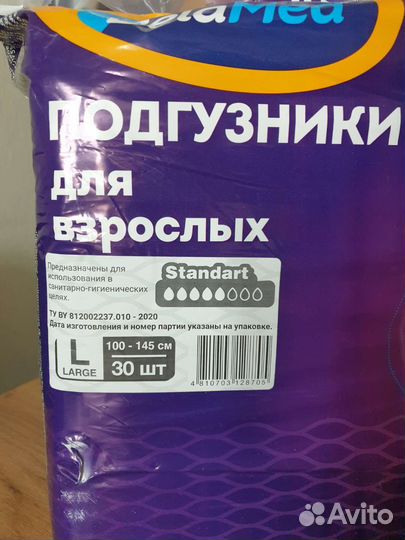 ПОДГУЗНИКИ
для
взрослых
Предназначены для
использования в
санитарно-гигиенических
целях.
Standart
ТУ BY 812002237.010 - 2020
Дата изготовления и номер партии указаны на упаковке.
L
LARGE
100 - 145 см
30 шт
4 810703 128705
Avito